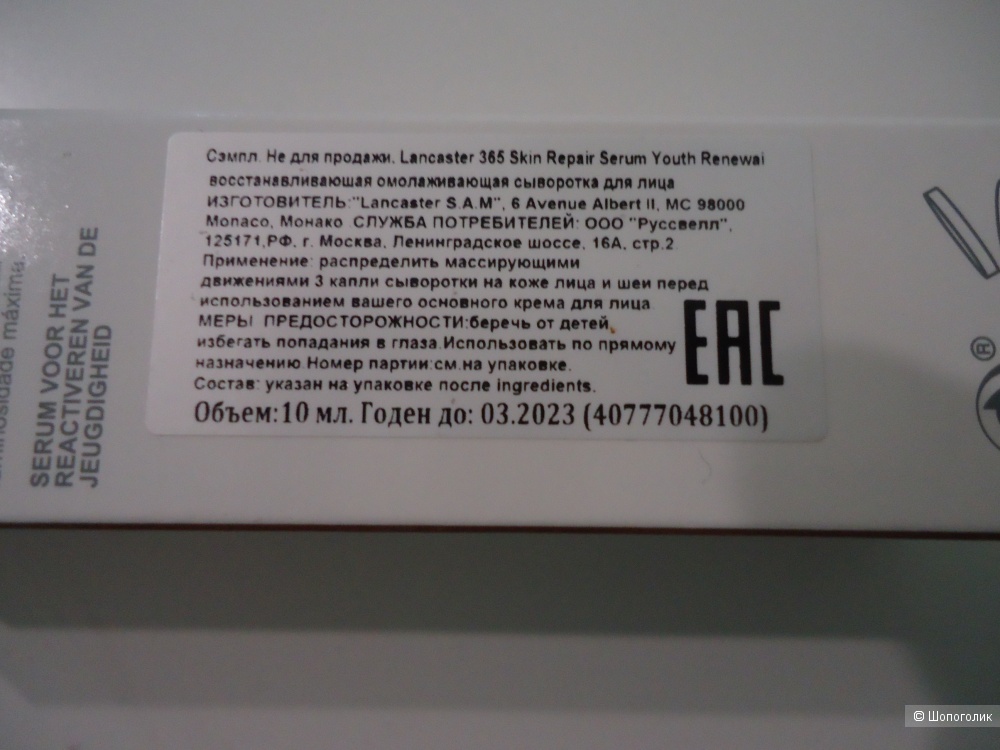 Сэмпл. Не для продажи. Lancaster 365 Skin Repair Serum Youth Renewai
восстанавливаюшая омолаживающая сыворотка для лица
ИЗГОТОВИТЕЛЬ:"Lancaster S.A.M", 6 Avenue Albert II, MC 98000
Monaco, Монако СЛУЖБА ПОТРЕБИТЕЛЕЙ: ООО "Руссвелл",
125171,РФ, г. Москва, Ленинградское шоссе, 16А, стр.2
Применение: распределить массирующими
движениями 3 капли сыворотки на коже лица и шеи перед
использованием вашего основного крема для лица
МЕРЫ ПРЕДОСТОРОЖНОСТИ:беречь от детей,
избегать попадания в глаза.Использовать по прямому
назначению.Номер партии:см.на упаковке.
Состав: указан на упаковке после ingredients.
Объем:10 мл. Годен до: 03.2023 (40777048100)
EAC
máxima.
SERUM VOOR HET
REACTIVEREN VAN DE
JEUGDIGHEID
®
© Шопоголик